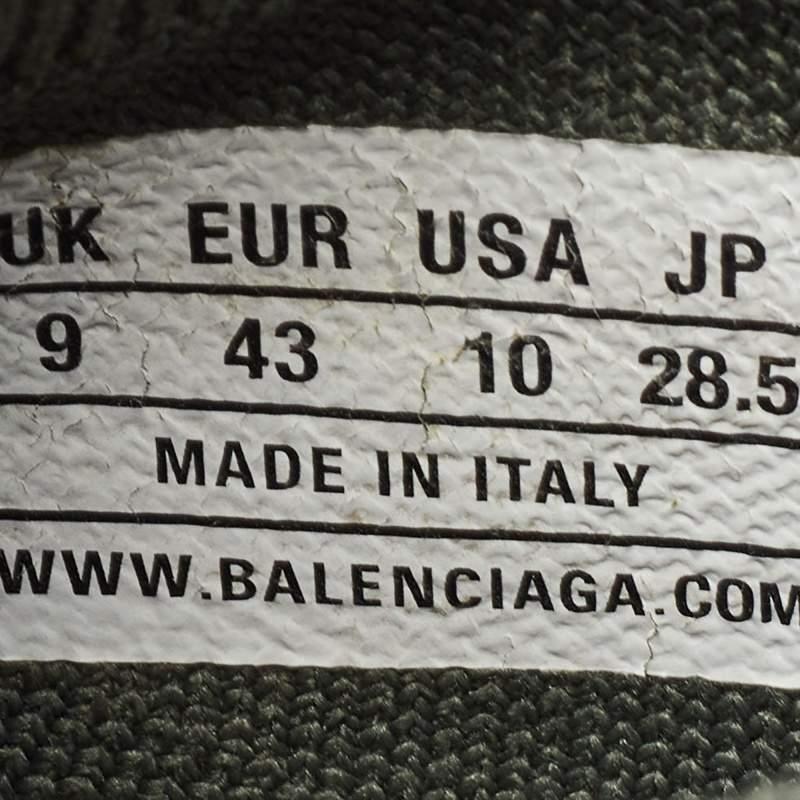 UK EUR USA JP
9 43 10 28.5
MADE IN ITALY
WWW.BALENCIAGA.COM